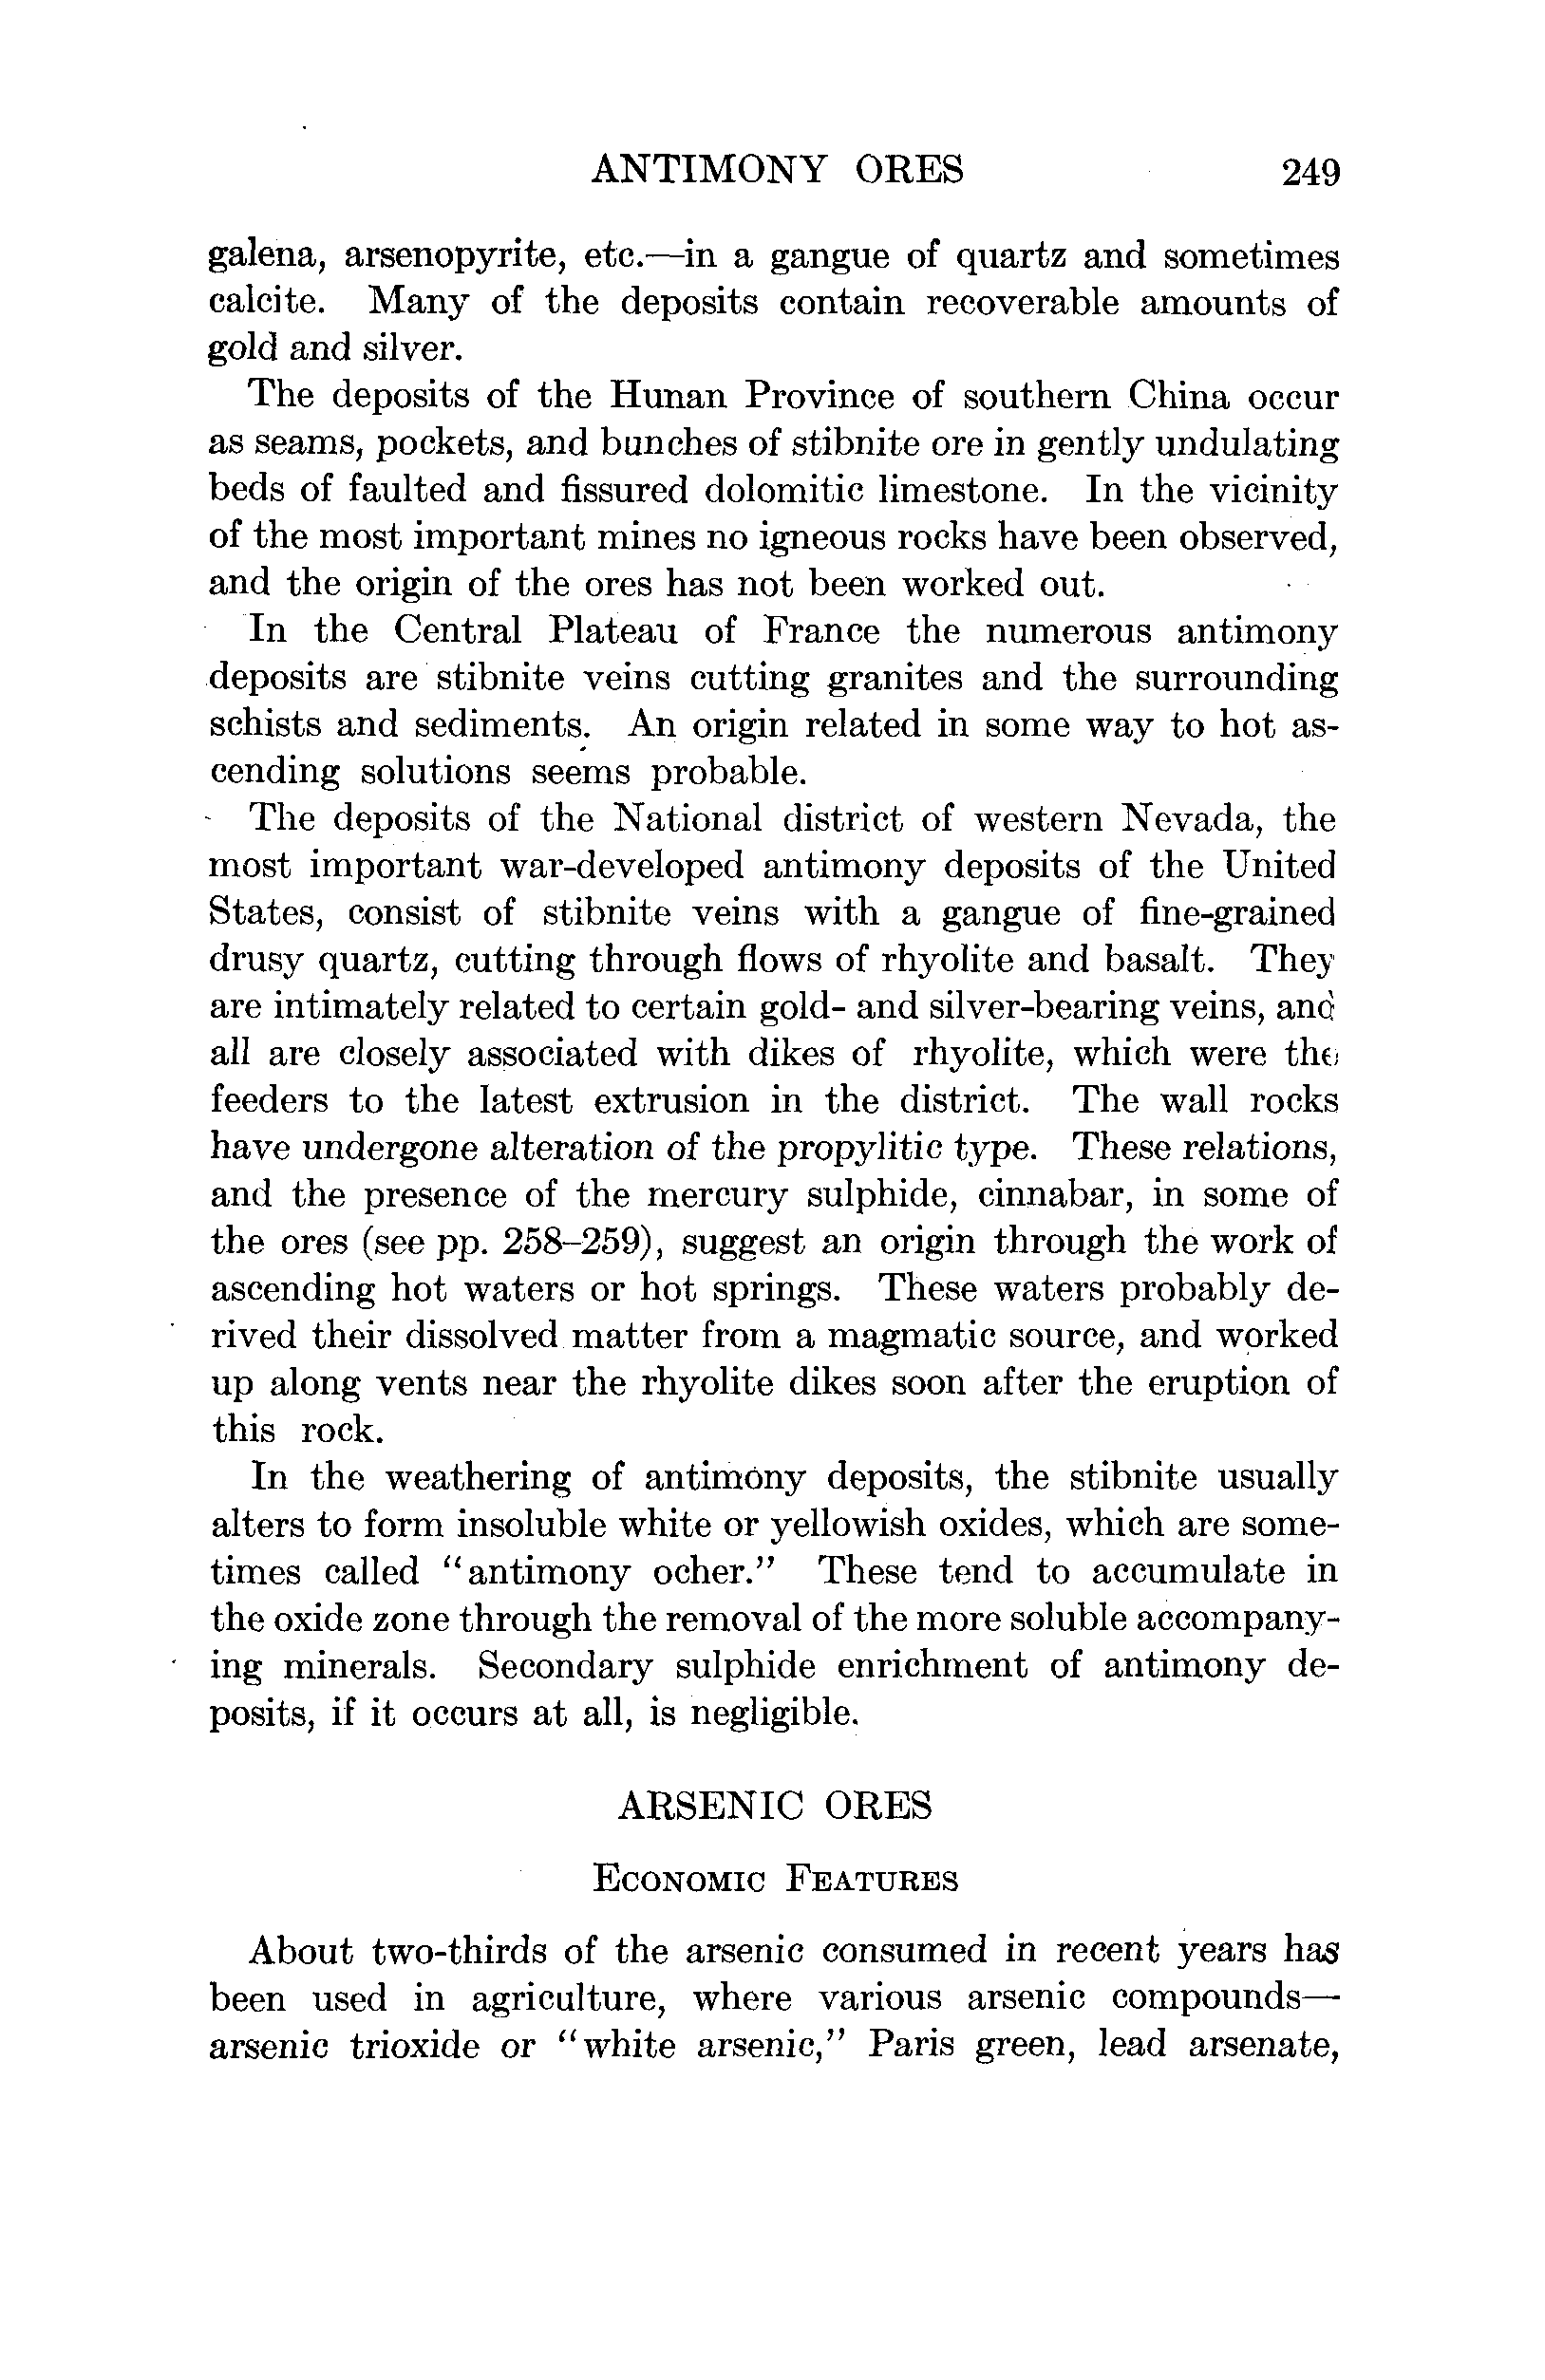 ANTIMONY ORES 249
galena, arsenopyrite, etc.—in a gangue of quartz and sometimes
calcite. Many of the deposits contain recoverable amounts of
gold and silver.
The deposits of the Hunan Province of southern China occur
as seams, pockets, and bunches of stibnite ore in gently undulating
beds of faulted and fissured dolomitic limestone. In the vicinity
of the most important mines no igneous rocks have been observed,
and the origin of the ores has not been worked out.
In the Central Plateau of France the numerous antimony
deposits are stibnite veins cutting granites and the surrounding
schists and sediments. An origin related in some way to hot as-
cending solutions seems probable.
The deposits of the National district of western Nevada, the
most important war-developed antimony deposits of the United
States, consist of stibnite veins with a gangue of fine-grained
drusy quartz, cutting through flows of rhyolite and basalt. They
are intimately related to certain gold- and silver-bearing veins, and
all are closely associated with dikes of rhyolite, which were the
feeders to the latest extrusion in the district. The wall rocks
have undergone alteration of the propylitic type. These relations,
and the presence of the mercury sulphide, cinnabar, in some of
the ores (see pp. 258–259), suggest an origin through the work of
ascending hot waters or hot springs. These waters probably de-
rived their dissolved matter from a magmatic source, and worked
up along vents near the rhyolite dikes soon after the eruption of
this rock.
In the weathering of antimony deposits, the stibnite usually
alters to form insoluble white or yellowish oxides, which are some-
times called "antimony ocher." These tend to accumulate in
the oxide zone through the removal of the more soluble accompany-
ing minerals. Secondary sulphide enrichment of antimony de-
posits, if it occurs at all, is negligible.
ARSENIC ORES
ECONOMIC FEATURES
About two-thirds of the arsenic consumed in recent years has
been used in agriculture, where various arsenic compounds—
arsenic trioxide or "white arsenic," Paris green, lead arsenate,